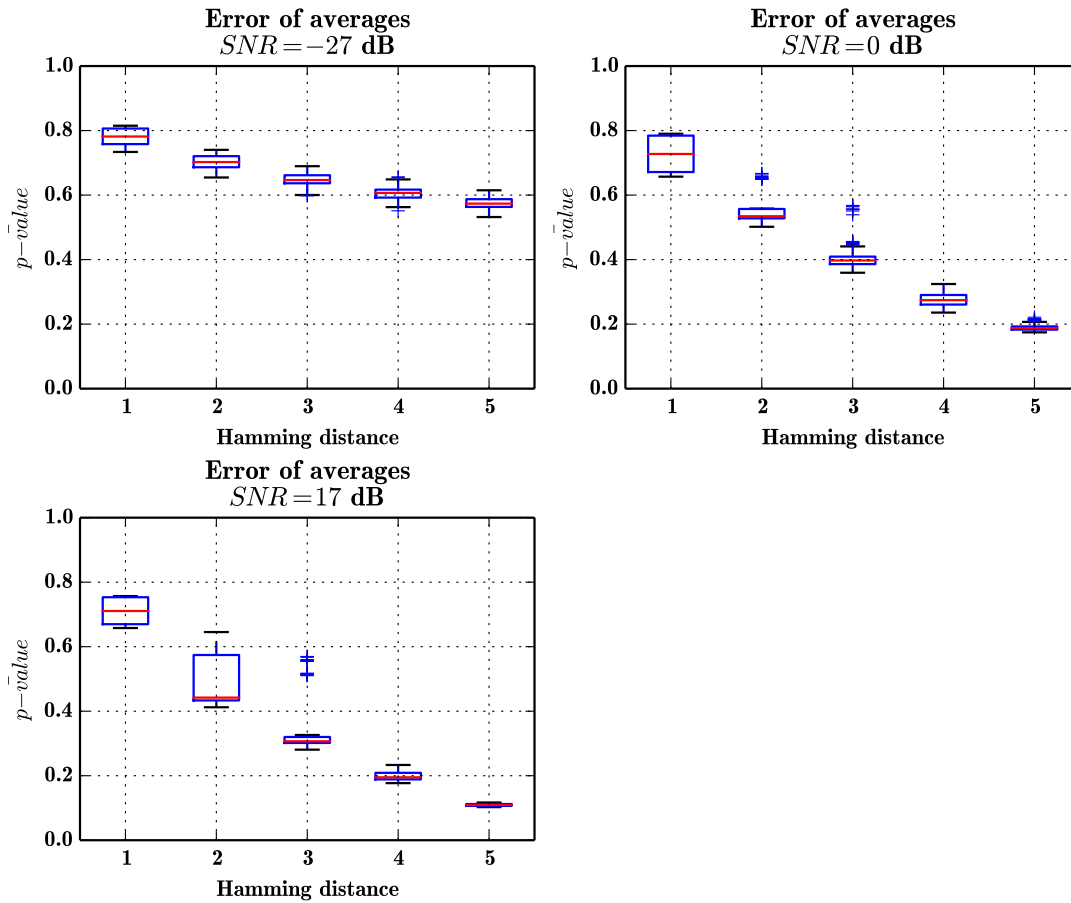 Error of averages
SNR=−27 dB
1.0
0.8
0.6
0.4
0.2
0.0
p−value
1 2 3 4 5
Hamming distance
Error of averages
SNR=0 dB
1.0
0.8
0.6
0.4
0.2
0.0
p−value
1 2 3 4 5
Hamming distance
Error of averages
SNR=17 dB
1.0
0.8
0.6
0.4
0.2
0.0
p−value
1 2 3 4 5
Hamming distance